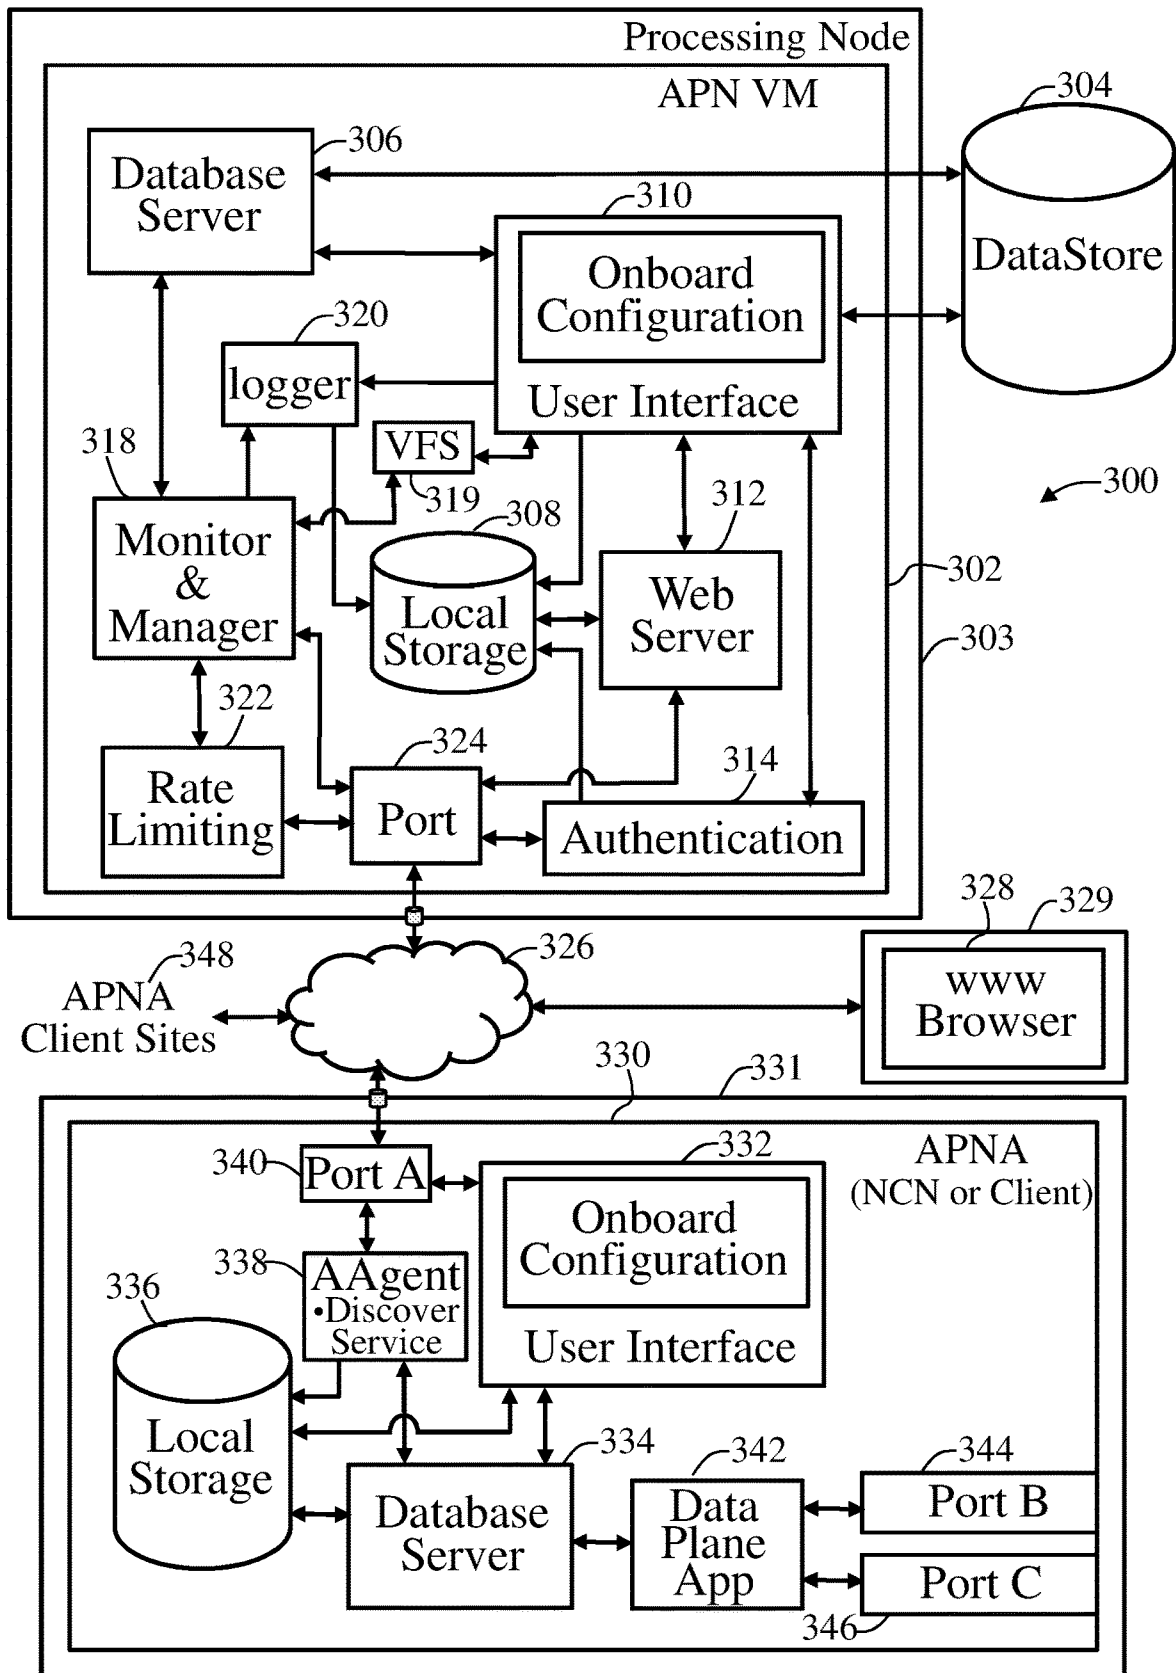 Processing Node
APN VM
304
306
Database
Server
310
Onboard
Configuration
DataStore
320
logger
User Interface
318
VFS
319
300
308
312
Monitor
&
Manager
302
Local
Storage
Web
Server
303
322
324
314
Rate
Limiting
Port
Authentication
328
329
348
326
APNA
Client Sites
www
Browser
330
331
332
340
Port A
APNA
(NCN or Client)
Onboard
Configuration
338
AAgent
•Discover
Service
336
User Interface
Local
Storage
334
342
344
Database
Server
Data
Plane
App
Port B
Port C
346